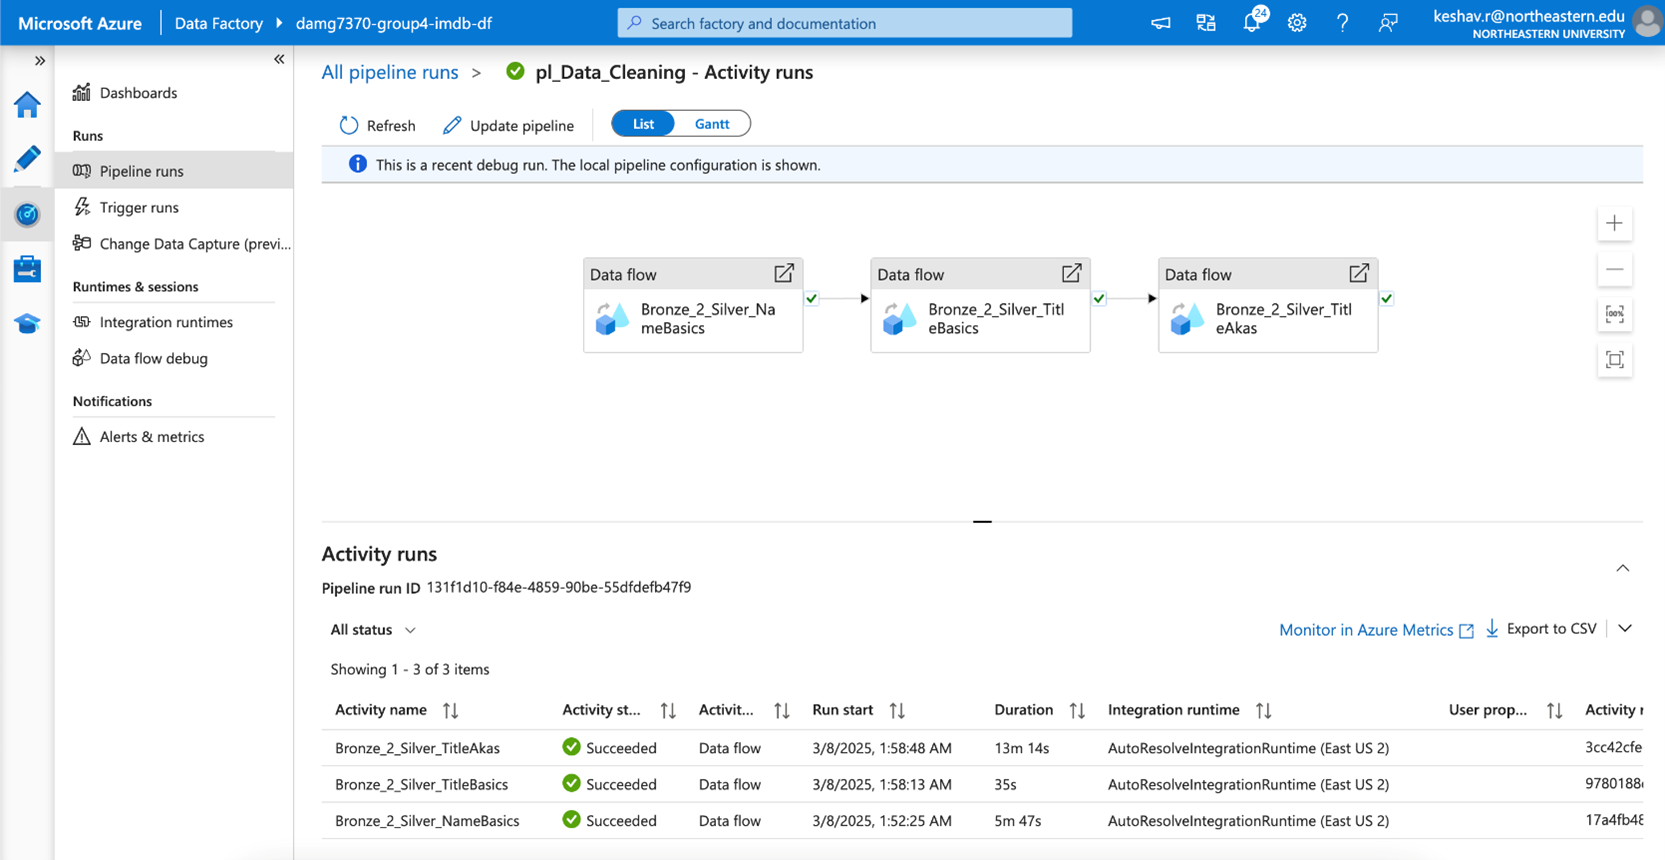 Microsoft Azure
Data Factory
damg7370-group4-imdb-df
Search factory and documentation
24
keshav.r@northeastern.edu
NORTHEASTERN UNIVERSITY
Dashboards
Runs
Pipeline runs
Trigger runs
Change Data Capture (previ...
Runtimes & sessions
Integration runtimes
Data flow debug
Notifications
Alerts & metrics
All pipeline runs > pl_Data_Cleaning - Activity runs
Refresh
Update pipeline
List
Gantt
This is a recent debug run. The local pipeline configuration is shown.
Data flow
Bronze_2_Silver_Na
meBasics
Data flow
Bronze_2_Silver_Titl
eBasics
Data flow
Bronze_2_Silver_Titl
eAkas
100%
Activity runs
Pipeline run ID 131f1d10-f84e-4859-90be-55dfdefb47f9
All status
Monitor in Azure Metrics
Export to CSV
Showing 1 - 3 of 3 items
Activity name Activity st... Activit... Run start Duration Integration runtime User prop... Activity r
Bronze_2_Silver_TitleAkas Succeeded Data flow 3/8/2025, 1:58:48 AM 13m 14s AutoResolveIntegrationRuntime (East US 2) 3cc42cfe
Bronze_2_Silver_TitleBasics Succeeded Data flow 3/8/2025, 1:58:13 AM 35s AutoResolveIntegrationRuntime (East US 2) 9780188
Bronze_2_Silver_NameBasics Succeeded Data flow 3/8/2025, 1:52:25 AM 5m 47s AutoResolveIntegrationRuntime (East US 2) 17a4fb48